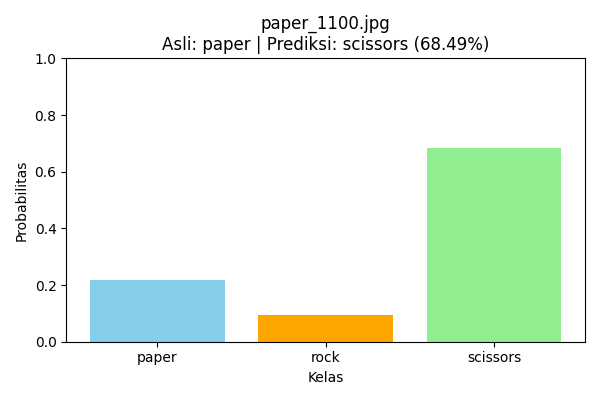 paper_1100.jpg
Asli: paper | Prediksi: scissors (68.49%)
1.0
0.8
0.6
0.4
0.2
0.0
Probabilitas
paper rock scissors
Kelas